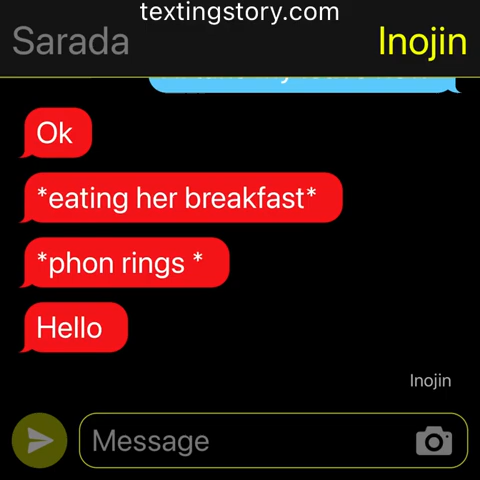 textingstory.com
Sarada
Inojin
Ok
*eating her breakfast*
*phon rings *
Hello
Inojin
Message